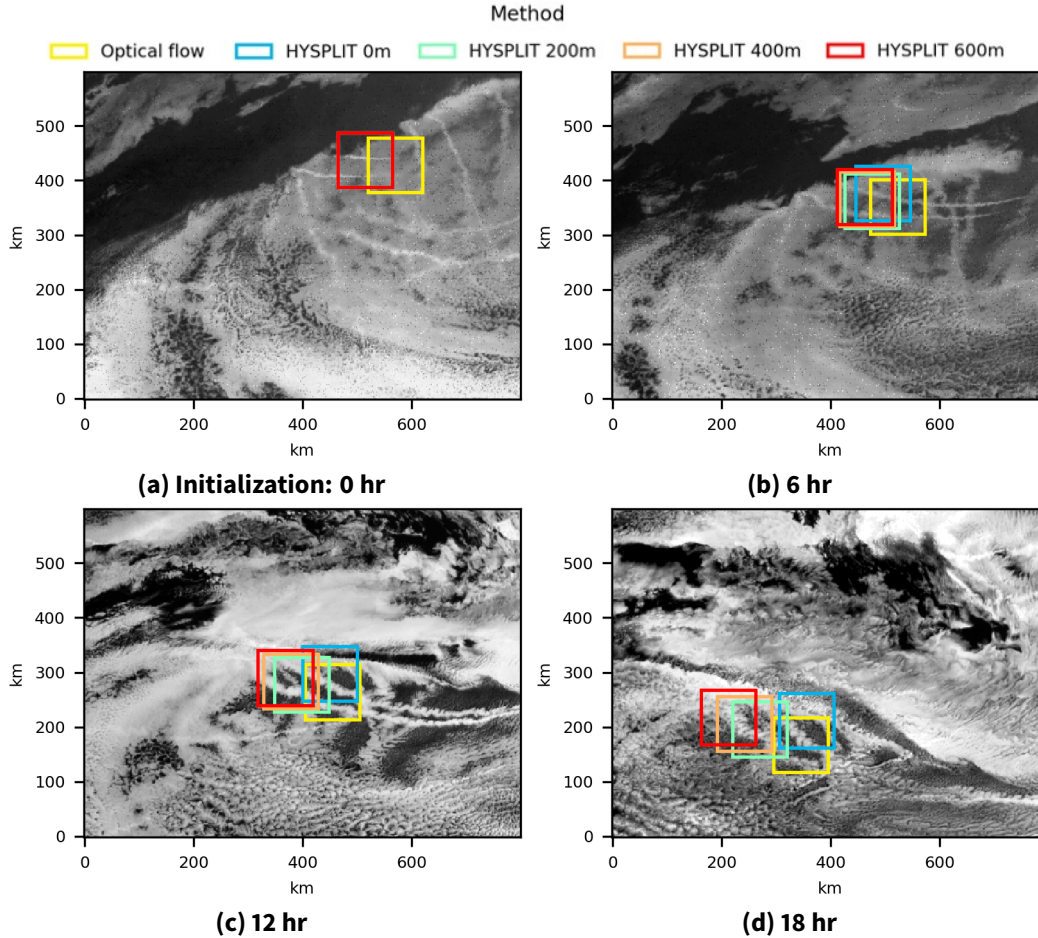 Method
Optical flow HYSPLIT 0m HYSPLIT 200m HYSPLIT 400m HYSPLIT 600m
500
400
300
200
100
0
km
0 200 400 600
km
(a) Initialization: 0 hr
500
400
300
200
100
0
km
0 200 400 600
km
(b) 6 hr
500
400
300
200
100
0
km
0 200 400 600
km
(c) 12 hr
500
400
300
200
100
0
km
0 200 400 600
km
(d) 18 hr